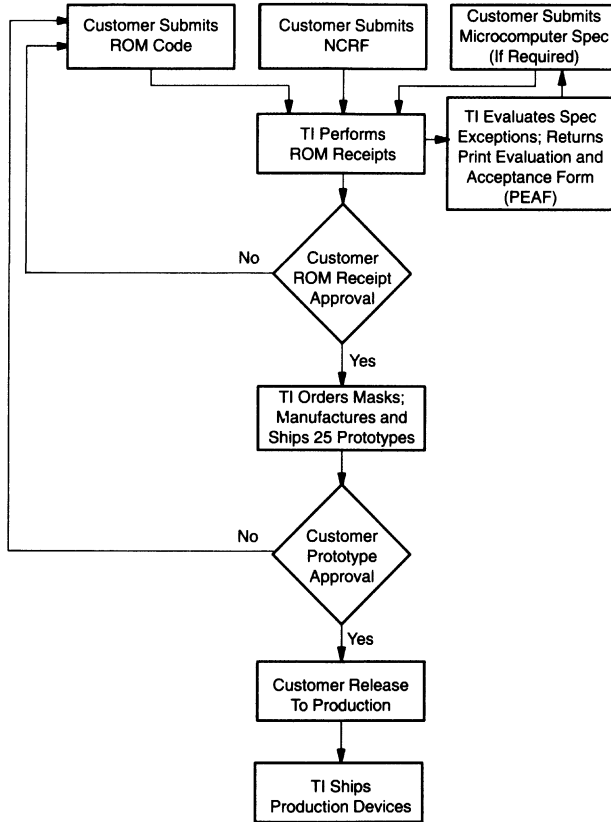 Customer Submits
ROM Code
Customer Submits
NCRF
Customer Submits
Microcomputer Spec
(If Required)
TI Performs
ROM Receipts
TI Evaluates Spec
Exceptions; Returns
Print Evaluation and
Acceptance Form
(PEAF)
No
Customer
ROM Receipt
Approval
Yes
TI Orders Masks;
Manufactures and
Ships 25 Prototypes
No
Customer
Prototype
Approval
Yes
Customer Release
To Production
TI Ships
Production Devices